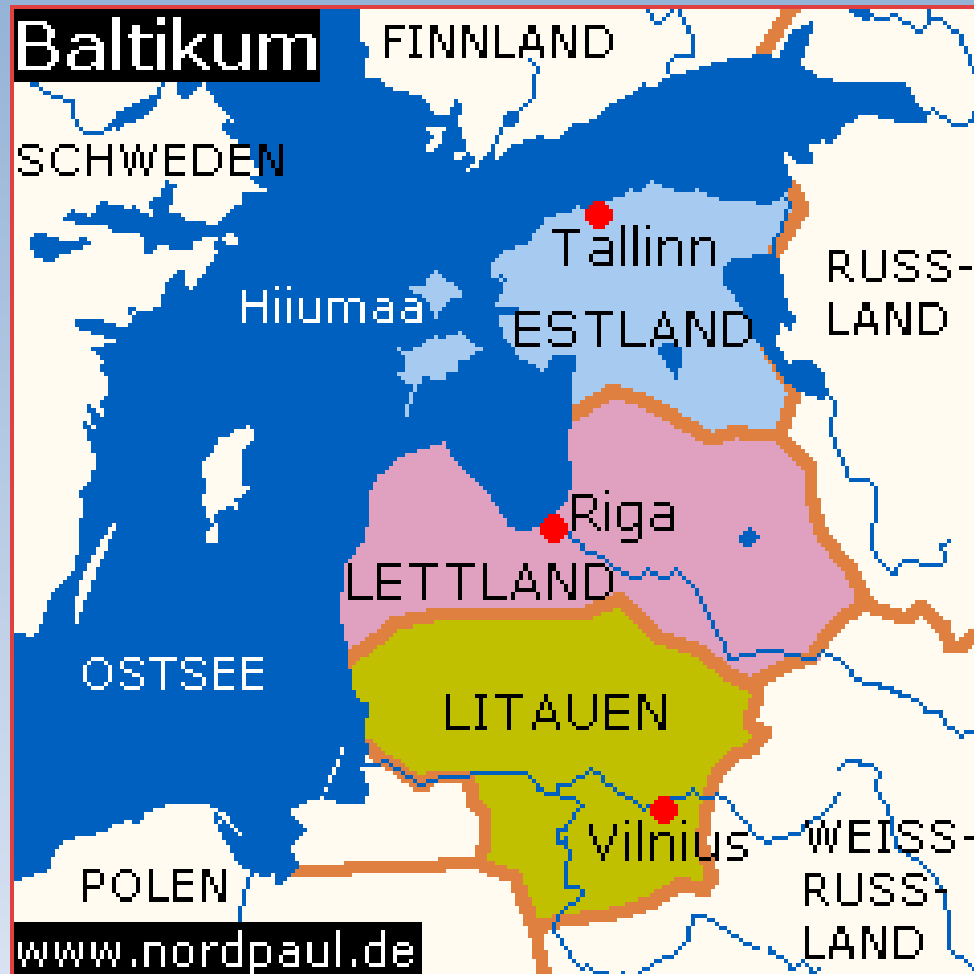 Baltikum
FINNLAND
SCHWEDEN
Tallinn
RUSS-
LAND
Hiiumaa
ESTLAND
Riga
LETTLAND
OSTSEE
LITAUEN
Vilnius
WEISS-
RUSS-
LAND
POLEN
www.nordpaul.de